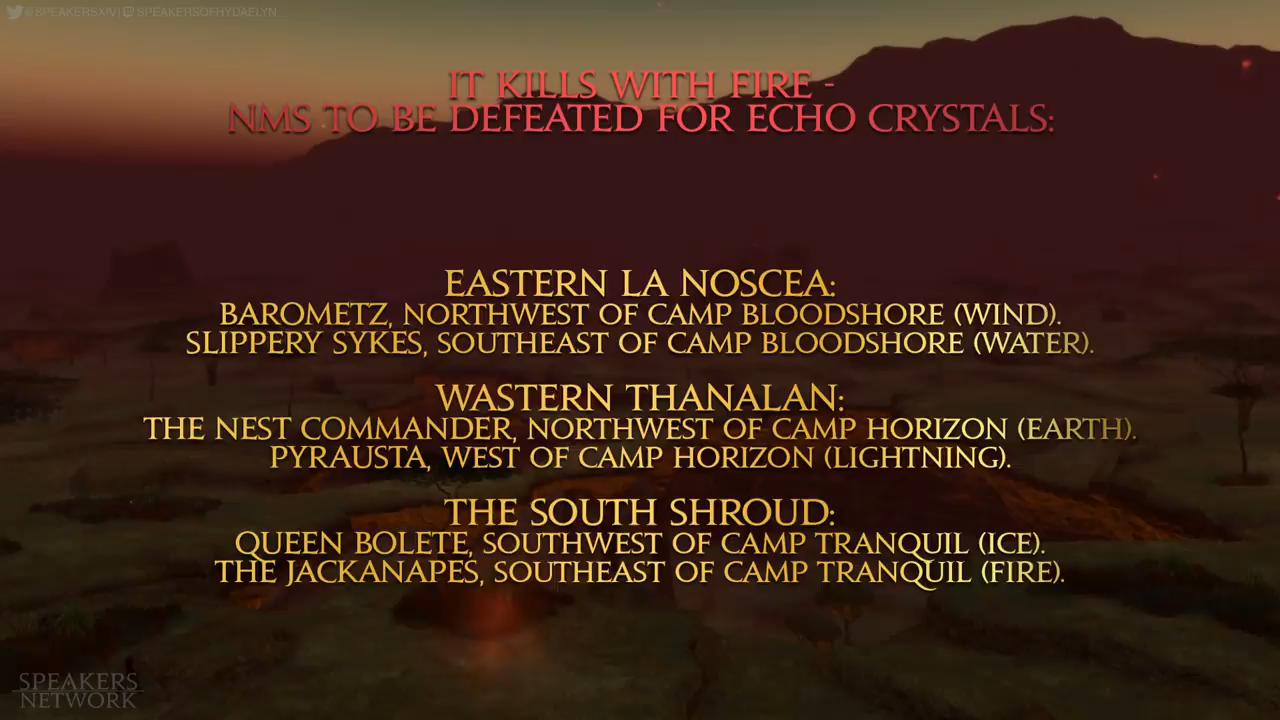 @SPEAKERSXIV | SPEAKERSOFHYDAELYN
IT KILLS WITH FIRE -
NMS TO BE DEFEATED FOR ECHO CRYSTALS:
EASTERN LA NOSCEA:
BAROMETZ, NORTHWEST OF CAMP BLOODSHORE (WIND).
SLIPPERY SYKES, SOUTHEAST OF CAMP BLOODSHORE (WATER).
WASTERN THANALAN:
THE NEST COMMANDER, NORTHWEST OF CAMP HORIZON (EARTH).
PYRAUSTA, WEST OF CAMP HORIZON (LIGHTNING).
THE SOUTH SHROUD:
QUEEN BOLETE, SOUTHWEST OF CAMP TRANQUIL (ICE).
THE JACKANAPES, SOUTHEAST OF CAMP TRANQUIL (FIRE).
SPEAKERS
NETWORK